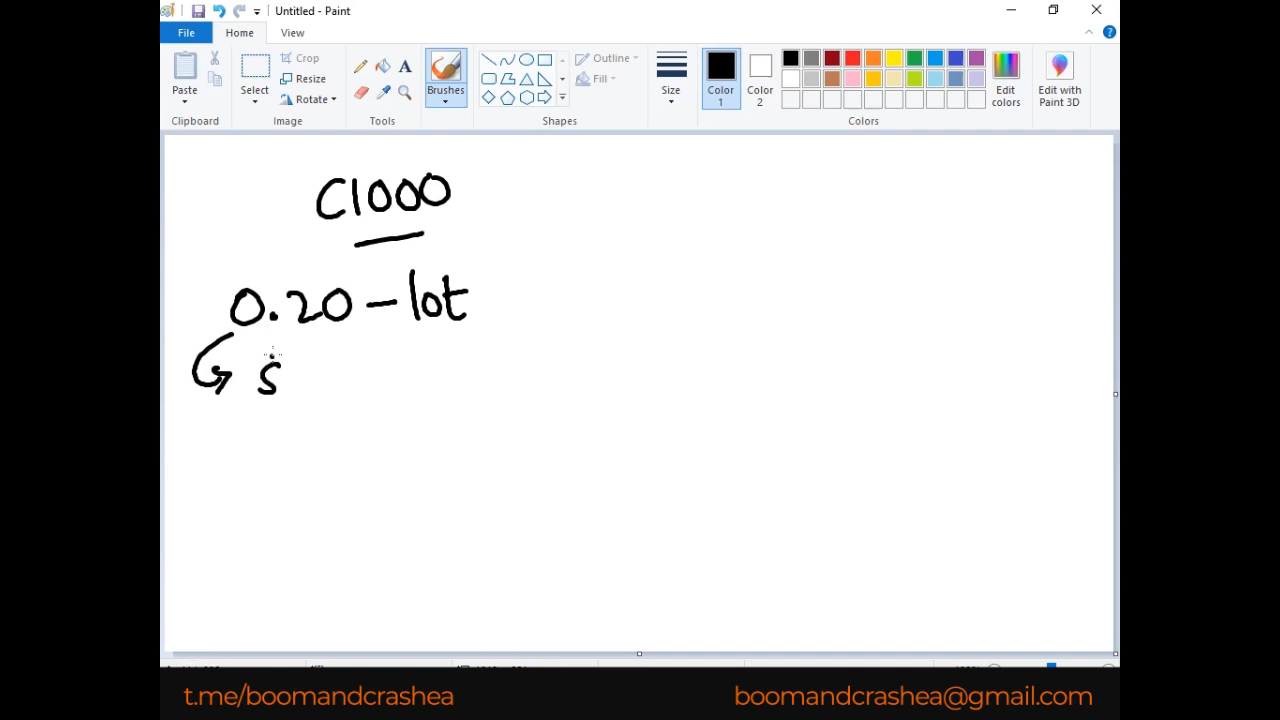 Untitled - Paint
File Home View
Paste
Clipboard
Select
Crop
Resize
Rotate
Image
Tools
Brushes
Shapes
Outline
Fill
Size
Color 1
Color 2
Colors
Edit colors
Edit with Paint 3D
C1000
0.20 - lot
s
t.me/boomandcrashea
boomandcrashea@gmail.com